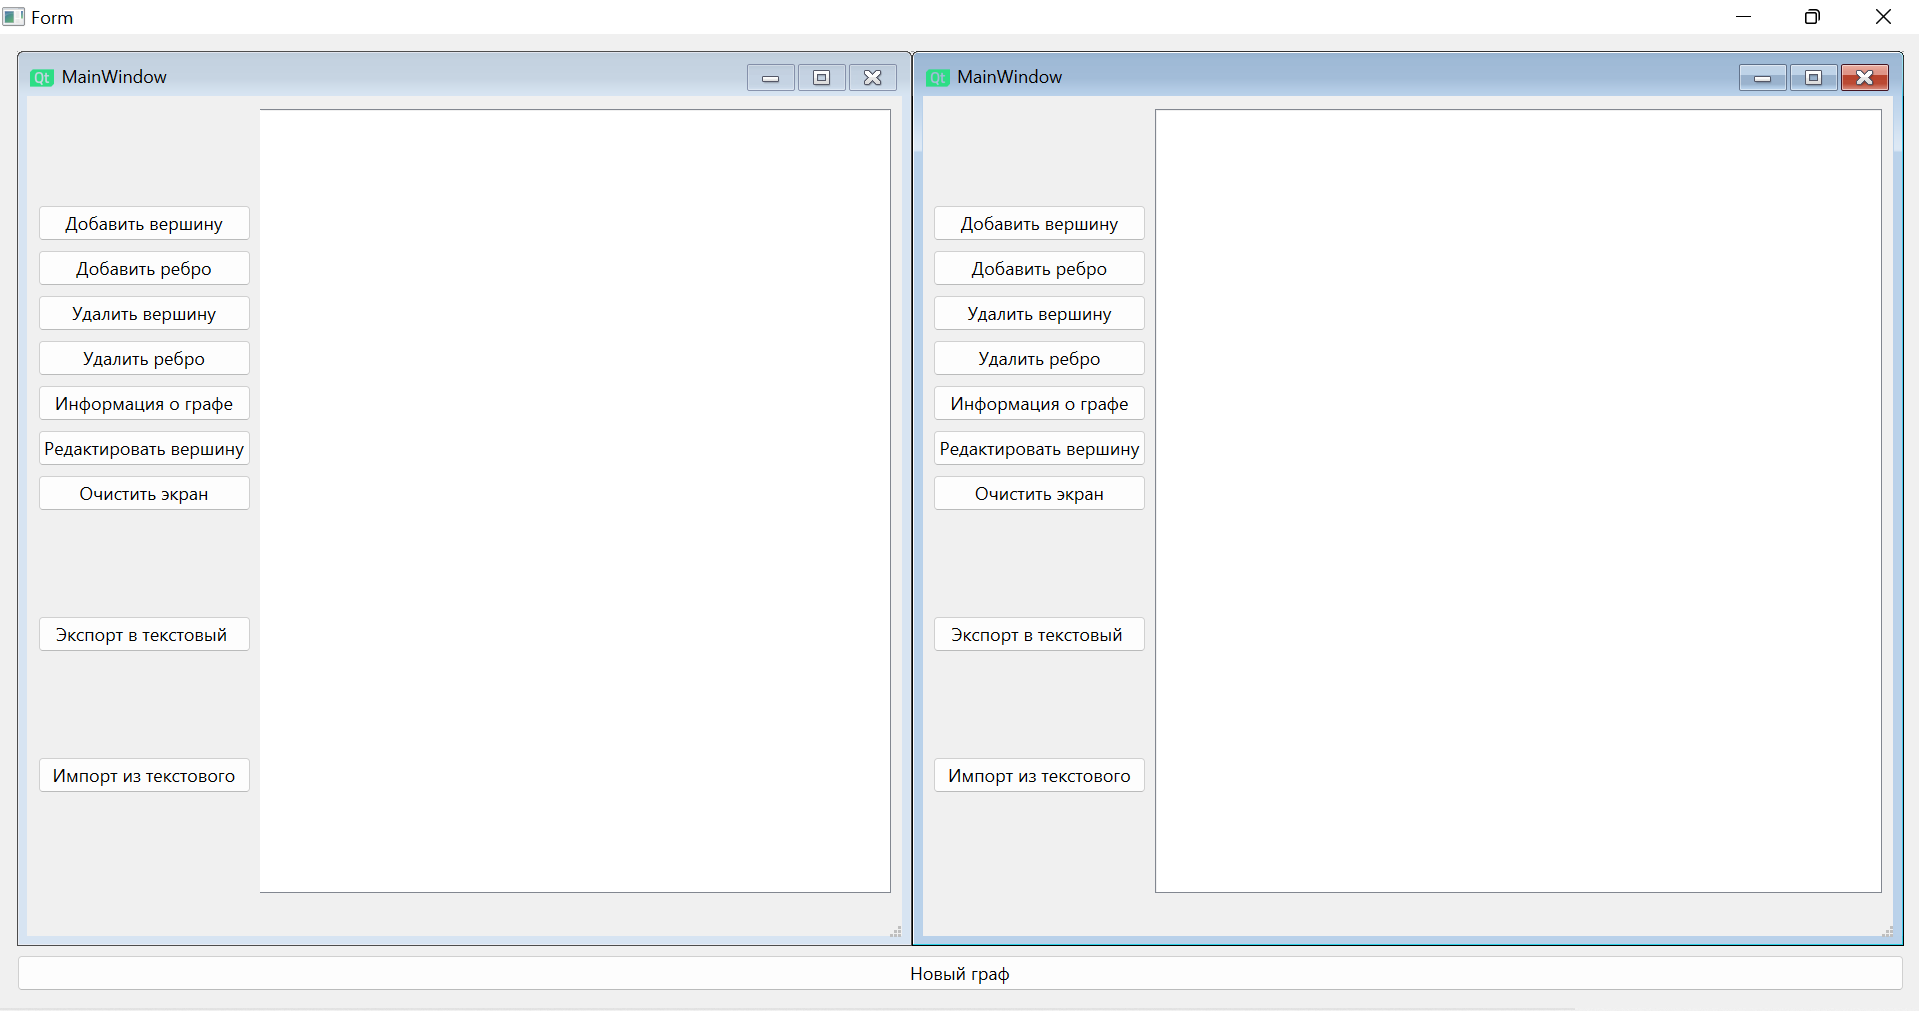 Form
Qt MainWindow
Добавить вершину
Добавить ребро
Удалить вершину
Удалить ребро
Информация о графе
Редактировать вершину
Очистить экран
Экспорт в текстовый
Импорт из текстового
Qt MainWindow
Добавить вершину
Добавить ребро
Удалить вершину
Удалить ребро
Информация о графе
Редактировать вершину
Очистить экран
Экспорт в текстовый
Импорт из текстового
Новый граф